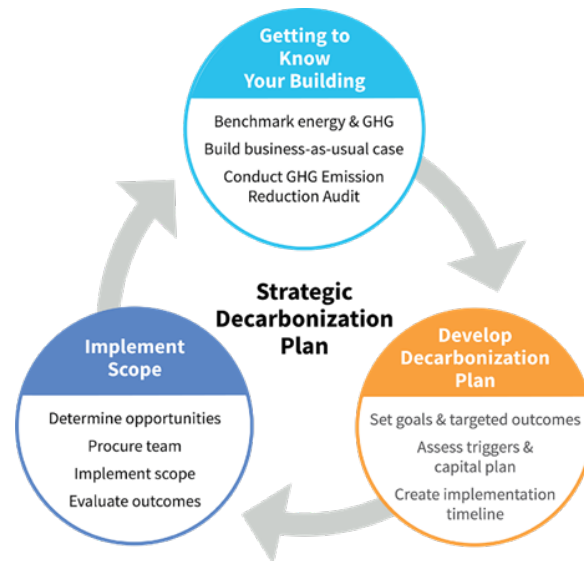 Getting to
Know
Your Building
Benchmark energy & GHG
Build business-as-usual case
Conduct GHG Emission
Reduction Audit
Strategic
Decarbonization
Plan
Develop
Decarbonization
Plan
Set goals & targeted outcomes
Assess triggers &
capital plan
Create implementation
timeline
Implement
Scope
Determine opportunities
Procure team
Implement scope
Evaluate outcomes